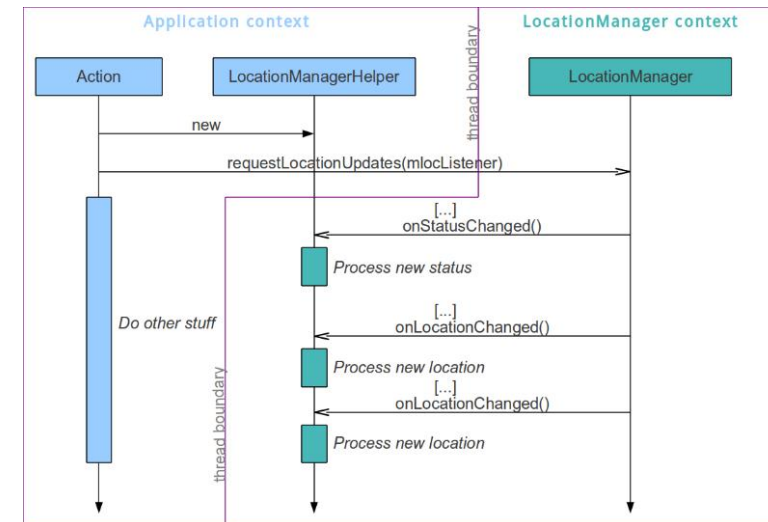 Application context
LocationManager context
Action
LocationManagerHelper
LocationManager
thread boundary
new
requestLocationUpdates(mlocListener)
[...]
onStatusChanged()
Process new status
[...]
Do other stuff
onLocationChanged()
Process new location
[...]
onLocationChanged()
thread boundary
Process new location